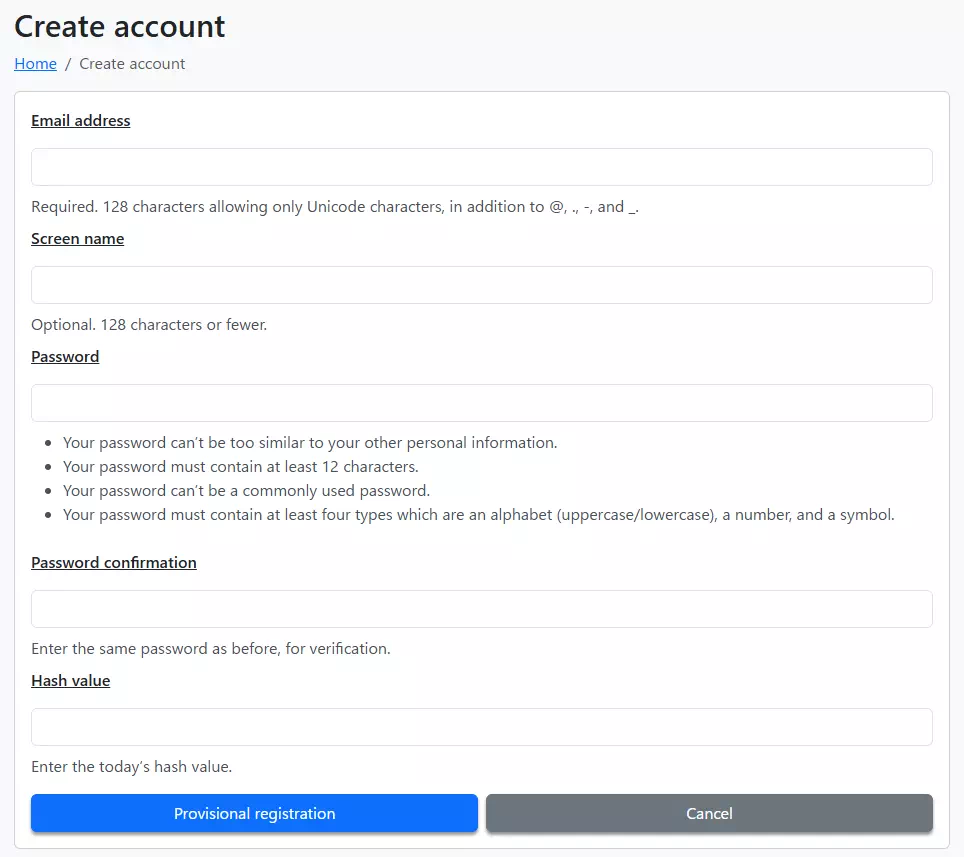 Create account
Home / Create account
Email address
Required. 128 characters allowing only Unicode characters, in addition to @, ., -, and _.
Screen name
Optional. 128 characters or fewer.
Password
• Your password can’t be too similar to your other personal information.
• Your password must contain at least 12 characters.
• Your password can’t be a commonly used password.
• Your password must contain at least four types which are an alphabet (uppercase/lowercase), a number, and a symbol.
Password confirmation
Enter the same password as before, for verification.
Hash value
Enter the today’s hash value.
Provisional registration Cancel